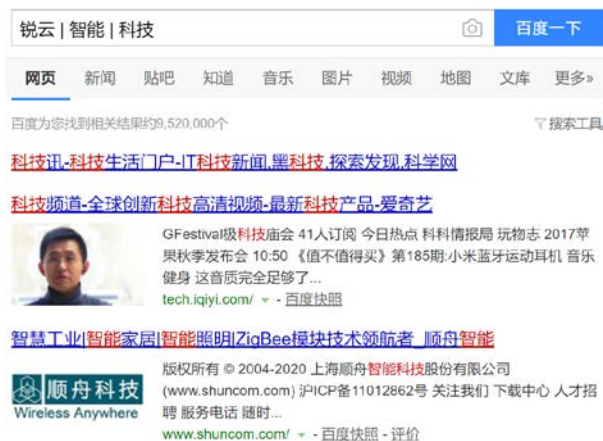 锐云 | 智能 | 科技
百度一下
网页 新闻 贴吧 知道 音乐 图片 视频 地图 文库 更多»
百度为您找到相关结果约9,520,000个
搜索工具
科技讯-科技生活门户-IT科技新闻,黑科技,探索发现,科学网
科技频道-全球创新科技高清视频-最新科技产品-爱奇艺
GFestival极科技庙会 41人订阅 今日热点 科科情报局 玩物志 2017苹
果秋季发布会 10:50 《值不值得买》第185期:小米蓝牙运动耳机 音乐
健身 这音质完全足够了...
tech.iqiyi.com/ - 百度快照
智慧工业|智能家居|智能照明|ZigBee模块技术领航者_顺舟智能
顺舟科技
Wireless Anywhere
版权所有 © 2004-2020 上海顺舟智能科技股份有限公司
(www.shuncom.com) 沪ICP备11012862号 关注我们 下载中心 人才招
聘 服务电话 随时...
www.shuncom.com/ - 百度快照 - 评价